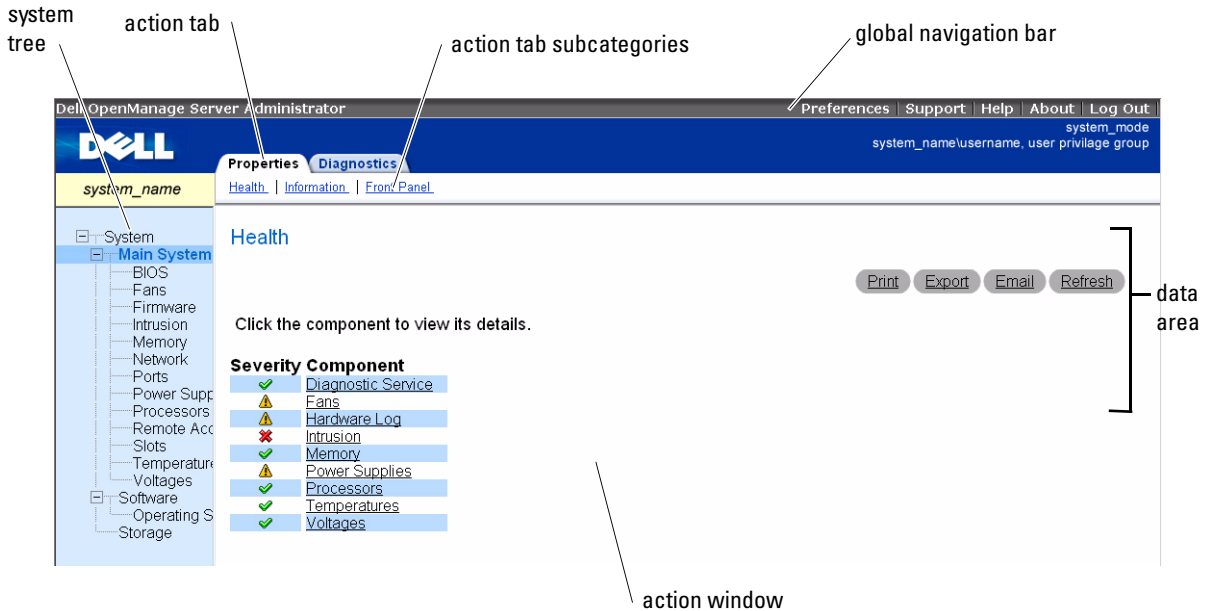 system
tree
action tab
action tab subcategories
global navigation bar
Dell OpenManage Server Administrator
Preferences | Support | Help | About | Log Out |
system_mode
system_name\username, user privilage group
DELL
Properties
Diagnostics
system_name
Health | Information | Front Panel
System
Main System
BIOS
Fans
Firmware
Intrusion
Memory
Network
Ports
Power Supp
Processors
Remote Acc
Slots
Temperature
Voltages
Software
Operating S
Storage
Health
Print Export Email Refresh
data
area
Click the component to view its details.
Severity Component
Diagnostic Service
Fans
Hardware Log
Intrusion
Memory
Power Supplies
Processors
Temperatures
Voltages
action window